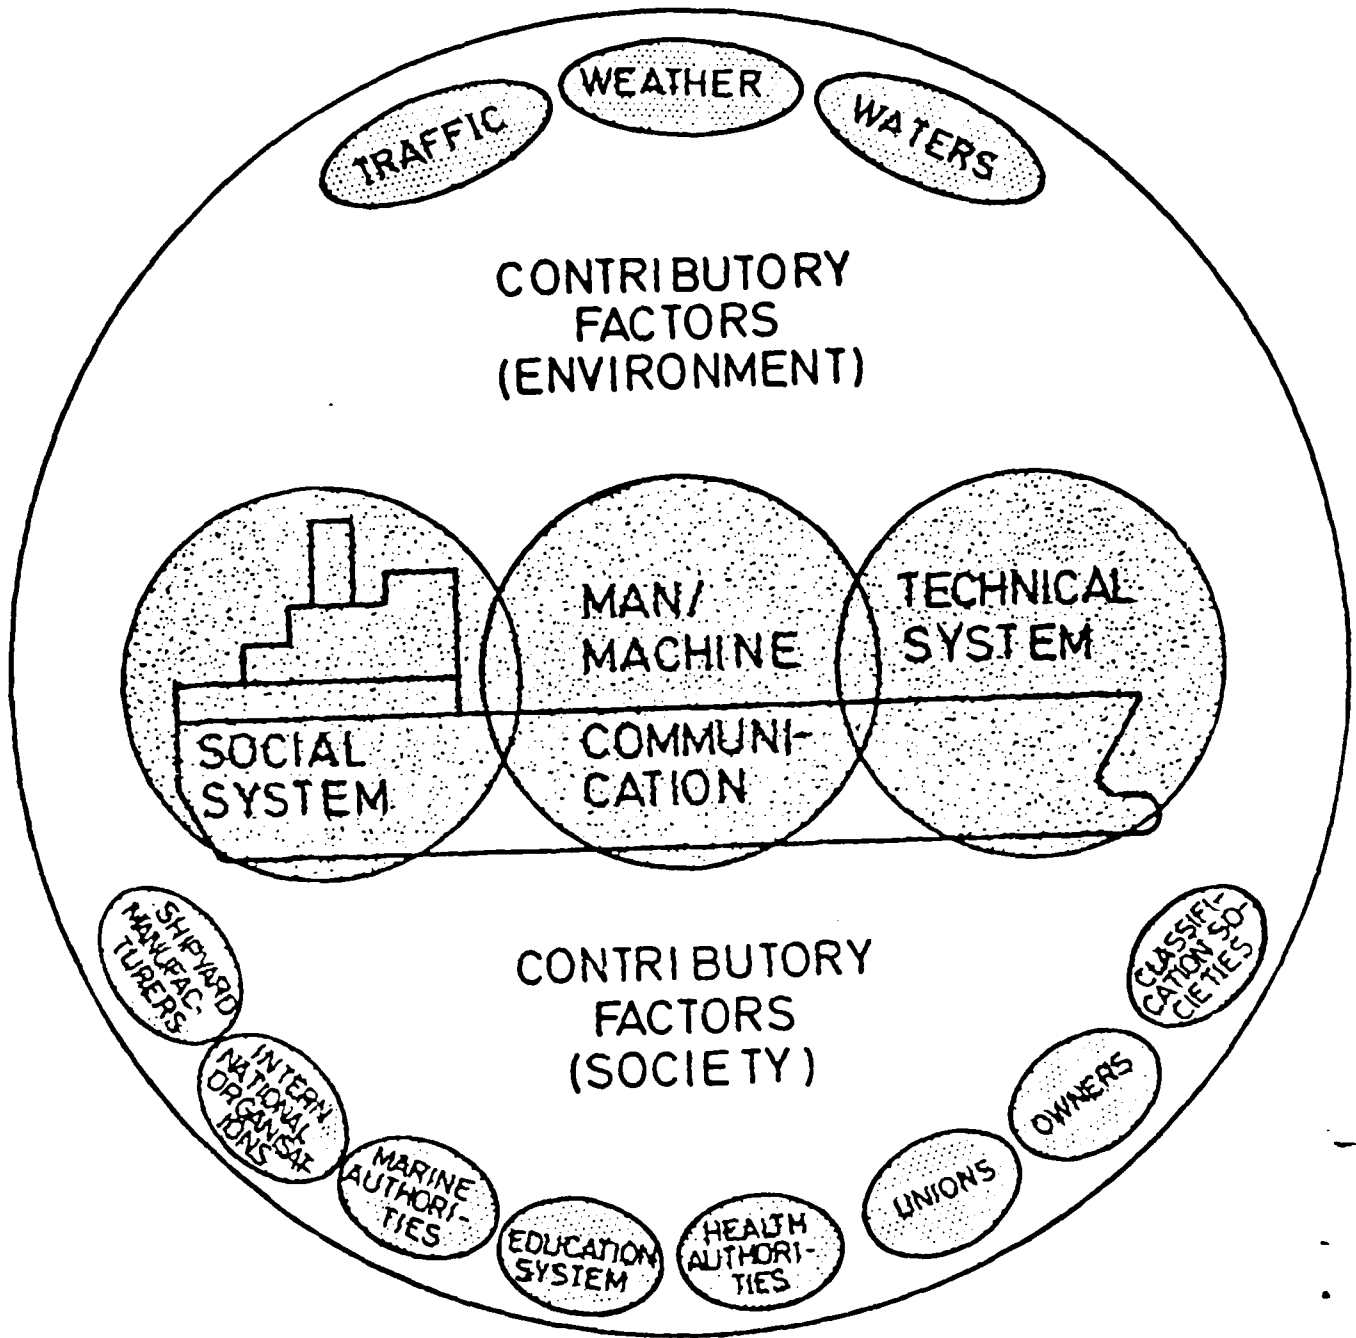 TRAFFIC
WEATHER
WATERS
CONTRIBUTORY
FACTORS
(ENVIRONMENT)
SOCIAL
SYSTEM
MAN/
MACHINE
COMMUNI-
CATION
TECHNICAL
SYSTEM
CONTRIBUTORY
FACTORS
(SOCIETY)
SHIPYARD
MANUFAC-
TURERS
INTERN.
NATIONAL
ORGANISAT
IONS
MARINE
AUTHORI-
TIES
EDUCATION
SYSTEM
HEALTH
AUTHORI-
TIES
UNIONS
OWNERS
CLASSIFI-
CATION SO-
CIETIES